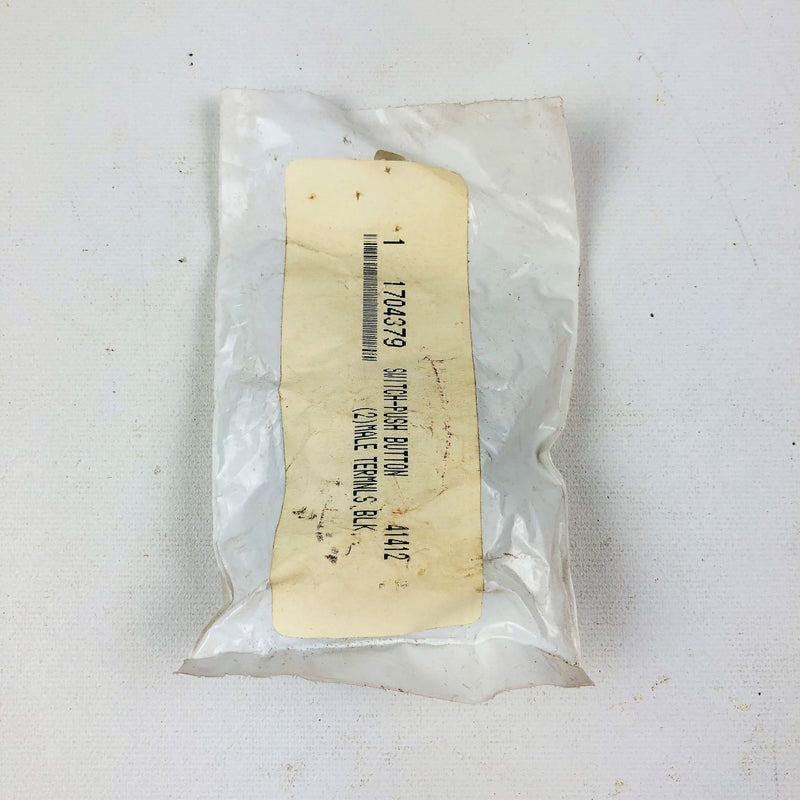 1 1704379 SWITCH-PUSH BUTTON 41412
(2)MALE TERMNLS,BLK